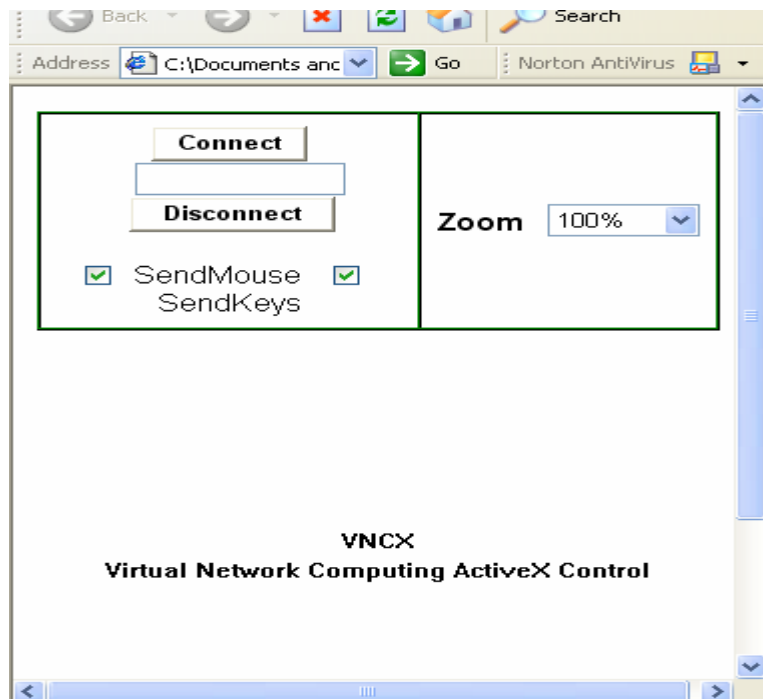 Back Search
Address C:\Documents anc Go Norton AntiVirus
Connect
Disconnect
Zoom 100%
SendMouse
SendKeys
VNCX
Virtual Network Computing ActiveX Control